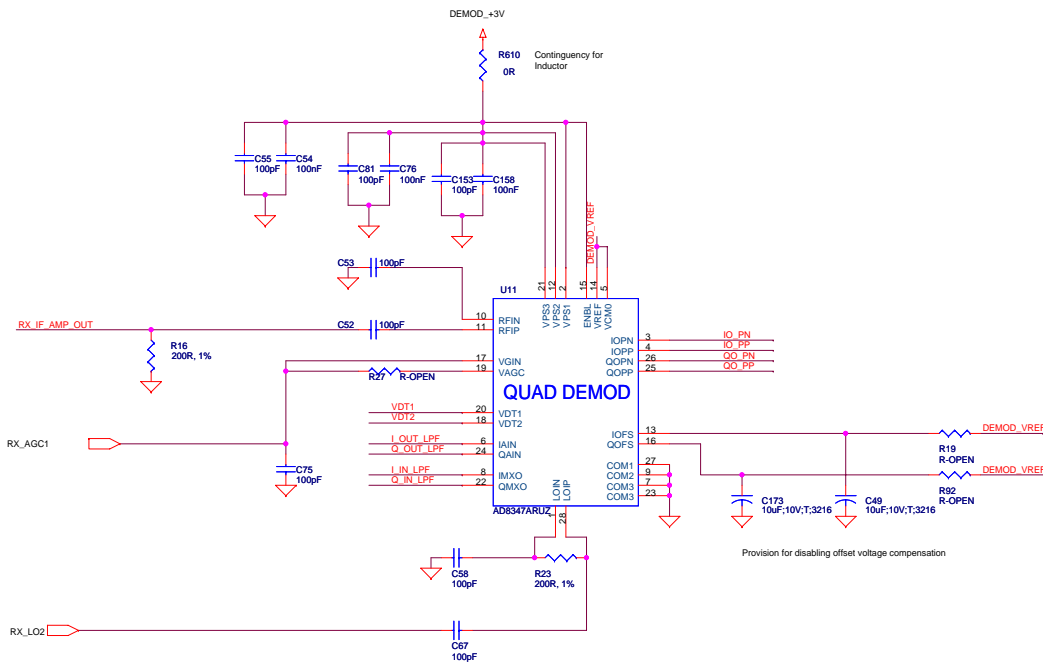 DEMOD_+3V
R610
0R
Continguency for
Inductor
C55
100pF
C54
100nF
C81
100pF
C76
100nF
C153
100pF
C158
100nF
DEMOD_VREF
C53
100pF
U11
21
12
2
15
14
5
VPS3
VPS2
VPS1
ENBL
VREF
VCM0
RX_IF_AMP_OUT
C52
100pF
R16
200R, 1%
10
RFIN
11
RFIP
17
VGIN
19
VAGC
R27
R-OPEN
QUAD DEMOD
IOPN
3
IO_PN
IOPP
4
IO_PP
QOPN
26
QO_PN
QOPP
25
QO_PP
VDT1
20
VDT1
VDT2
18
VDT2
RX_AGC1
I_OUT_LPF
6
IAIN
Q_OUT_LPF
24
QAIN
I_IN_LPF
8
IMXO
Q_IN_LPF
22
QMXO
C75
100pF
IOFS
13
DEMOD_VREF
QOFS
16
R19
R-OPEN
DEMOD_VREF
R92
R-OPEN
COM1
27
COM2
9
COM3
7
COM3
23
C173
10uF;10V;T;3216
C49
10uF;10V;T;3216
LOIN
LOIP
AD8347ARUZ
1
28
Provision for disabling offset voltage compensation
C58
100pF
R23
200R, 1%
RX_LO2
C67
100pF